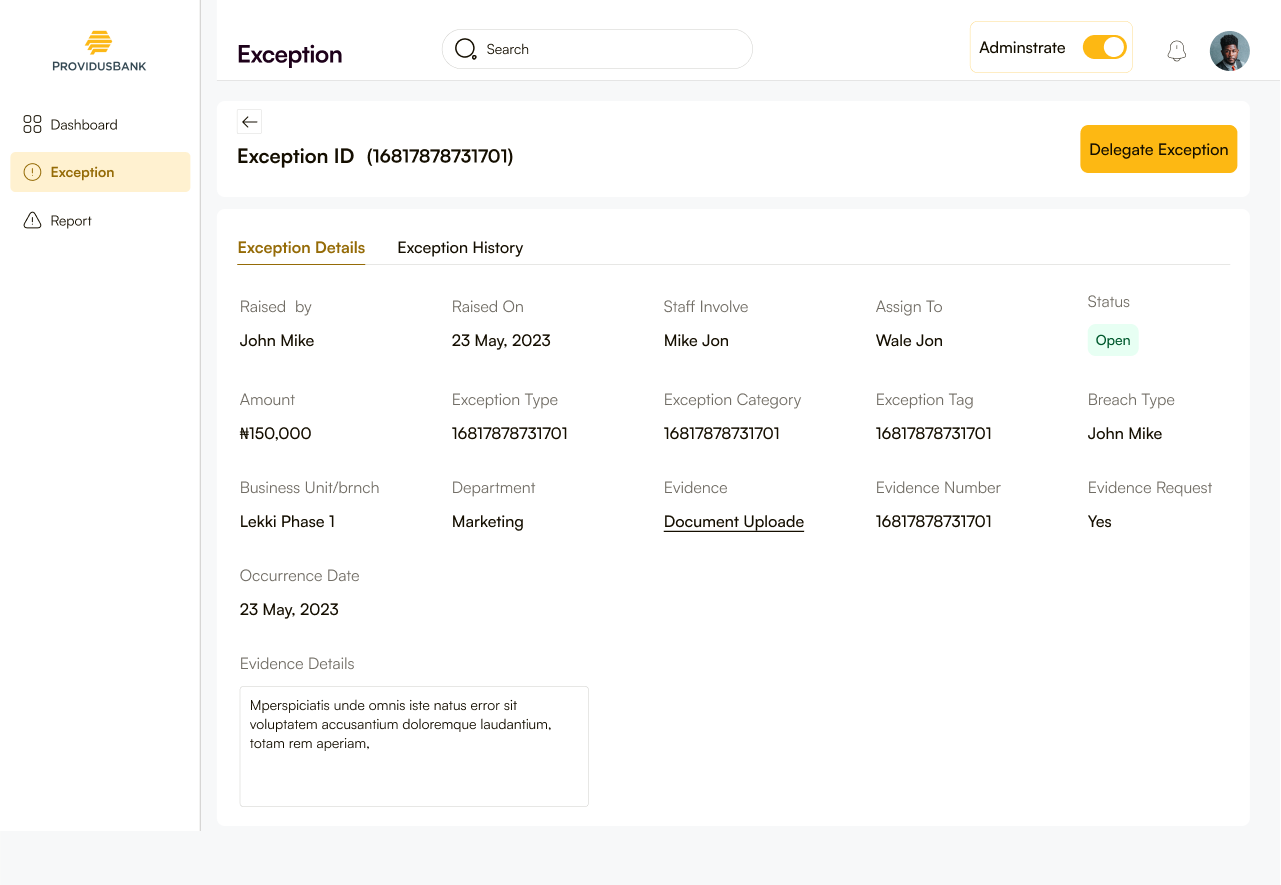 PROVIDUSBANK
Dashboard
Exception
Report
Exception
Search
Adminstrate
Exception ID (16817878731701)
Delegate Exception
Exception Details
Exception History
Raised by
Raised On
Staff Involve
Assign To
Status
John Mike
23 May, 2023
Mike Jon
Wale Jon
Open
Amount
Exception Type
Exception Category
Exception Tag
Breach Type
₦150,000
16817878731701
16817878731701
16817878731701
John Mike
Business Unit/brnch
Department
Evidence
Evidence Number
Evidence Request
Lekki Phase 1
Marketing
Document Uploade
16817878731701
Yes
Occurrence Date
23 May, 2023
Evidence Details
Mperspiciatis unde omnis iste natus error sit
voluptatem accusantium doloremque laudantium,
totam rem aperiam,